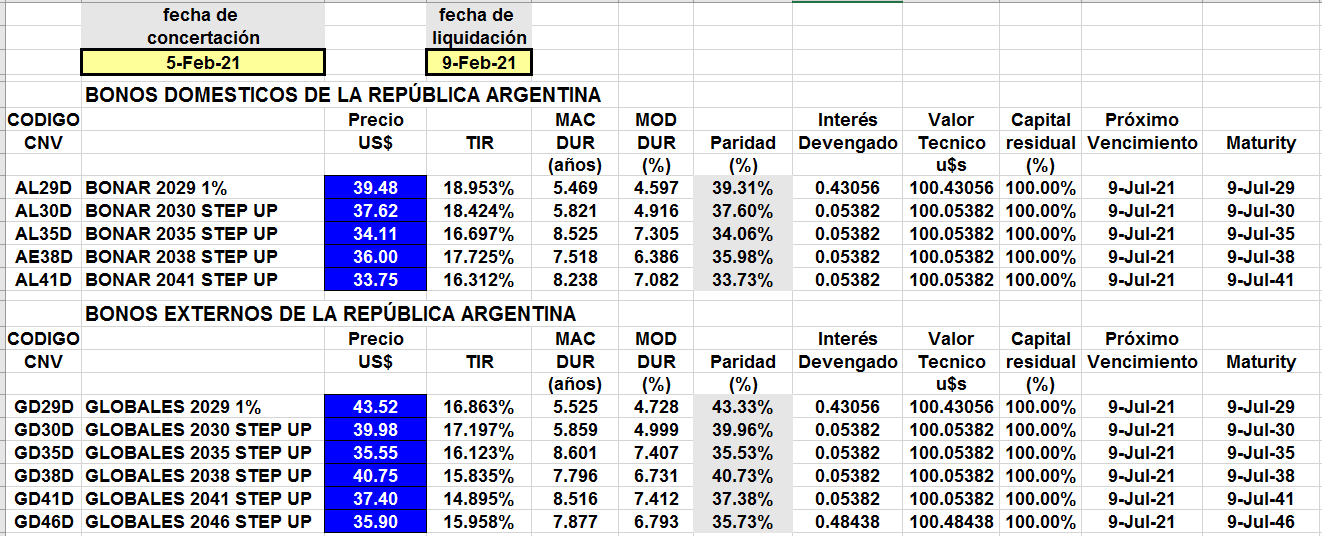 fecha de fecha de
concertación liquidación
5-Feb-21 9-Feb-21
BONOS DOMESTICOS DE LA REPÚBLICA ARGENTINA
CODIGO Precio MAC MOD Interés Valor Capital Próximo
CNV US$ TIR DUR DUR Paridad Devengado Tecnico residual Vencimiento Maturity
(años) (%) (%) u$s (%)
AL29D BONAR 2029 1% 39.48 18.953% 5.469 4.597 39.31% 0.43056 100.43056 100.00% 9-Jul-21 9-Jul-29
AL30D BONAR 2030 STEP UP 37.62 18.424% 5.821 4.916 37.60% 0.05382 100.05382 100.00% 9-Jul-21 9-Jul-30
AL35D BONAR 2035 STEP UP 34.11 16.697% 8.525 7.305 34.06% 0.05382 100.05382 100.00% 9-Jul-21 9-Jul-35
AE38D BONAR 2038 STEP UP 36.00 17.725% 7.518 6.386 35.98% 0.05382 100.05382 100.00% 9-Jul-21 9-Jul-38
AL41D BONAR 2041 STEP UP 33.75 16.312% 8.238 7.082 33.73% 0.05382 100.05382 100.00% 9-Jul-21 9-Jul-41
BONOS EXTERNOS DE LA REPÚBLICA ARGENTINA
CODIGO Precio MAC MOD Interés Valor Capital Próximo
CNV US$ TIR DUR DUR Paridad Devengado Tecnico residual Vencimiento Maturity
(años) (%) (%) u$s (%)
GD29D GLOBALES 2029 1% 43.52 16.863% 5.525 4.728 43.33% 0.43056 100.43056 100.00% 9-Jul-21 9-Jul-29
GD30D GLOBALES 2030 STEP UP 39.98 17.197% 5.859 4.999 39.96% 0.05382 100.05382 100.00% 9-Jul-21 9-Jul-30
GD35D GLOBALES 2035 STEP UP 35.55 16.123% 8.601 7.407 35.53% 0.05382 100.05382 100.00% 9-Jul-21 9-Jul-35
GD38D GLOBALES 2038 STEP UP 40.75 15.835% 7.796 6.731 40.73% 0.05382 100.05382 100.00% 9-Jul-21 9-Jul-38
GD41D GLOBALES 2041 STEP UP 37.40 14.895% 8.516 7.412 37.38% 0.05382 100.05382 100.00% 9-Jul-21 9-Jul-41
GD46D GLOBALES 2046 STEP UP 35.90 15.958% 7.877 6.793 35.73% 0.48438 100.48438 100.00% 9-Jul-21 9-Jul-46